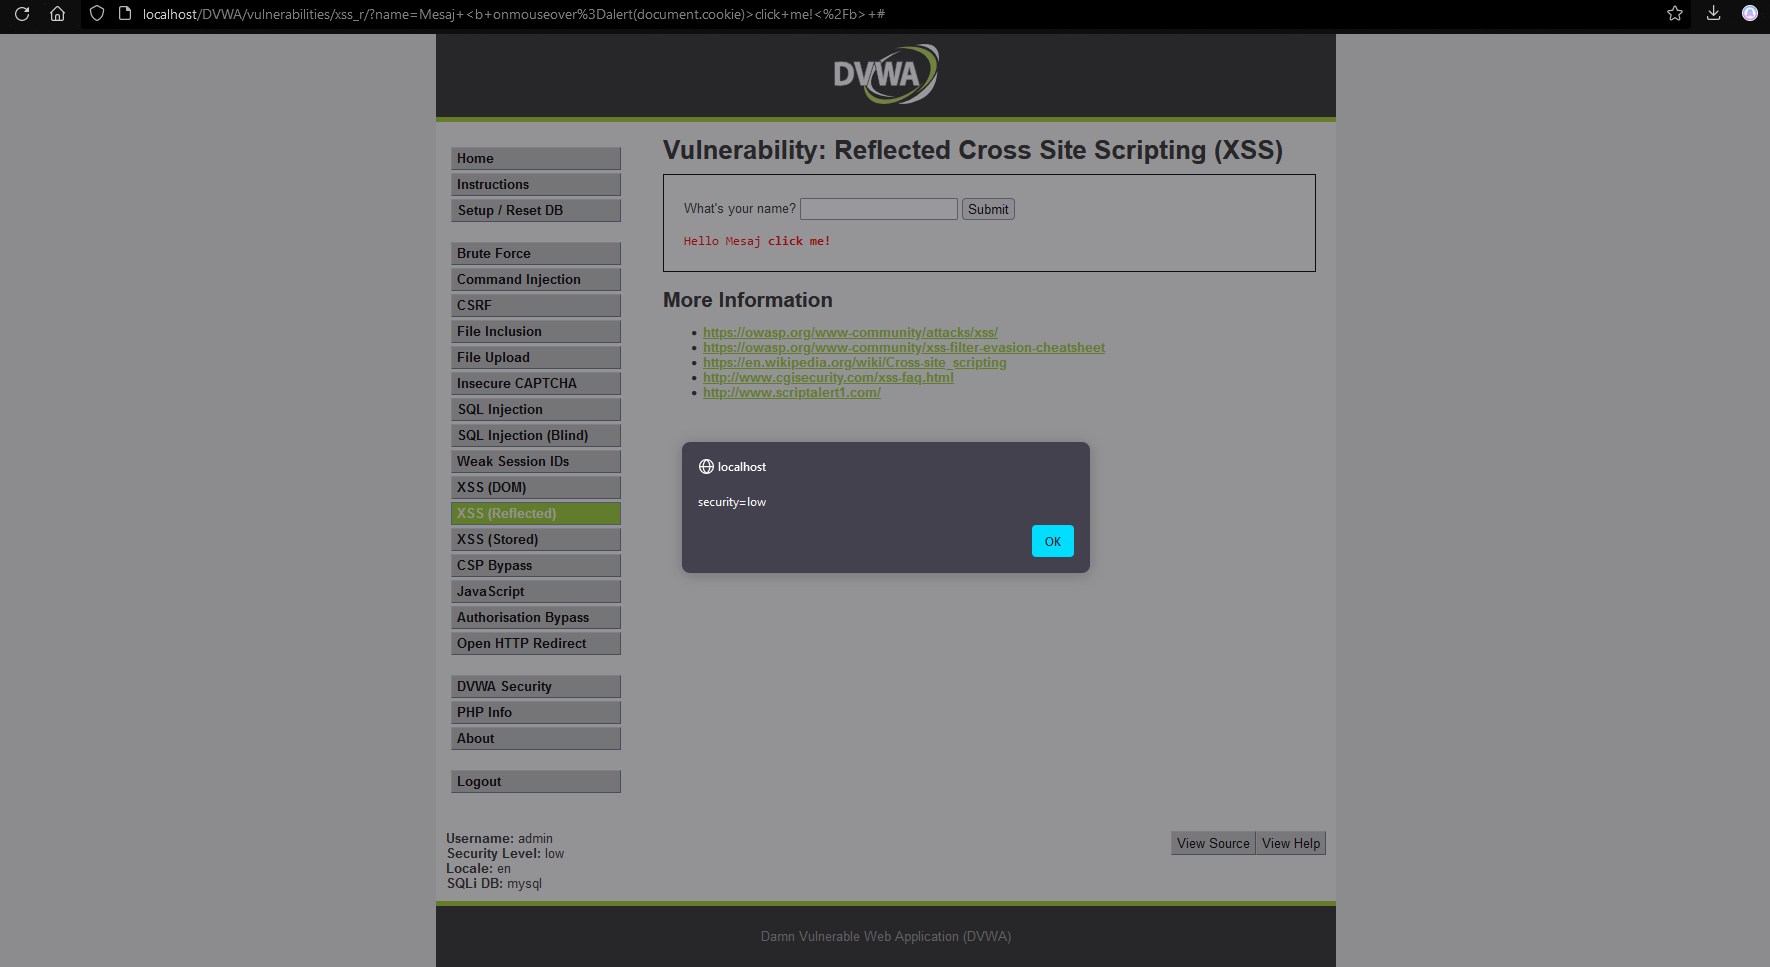 localhost/DVWA/vulnerabilities/xss_r/?name=Mesaj+<b+onmouseover%3Dalert(document.cookie)>click+me!<%2Fb>+#
DVWA
Home
Instructions
Setup / Reset DB
Brute Force
Command Injection
CSRF
File Inclusion
File Upload
Insecure CAPTCHA
SQL Injection
SQL Injection (Blind)
Weak Session IDs
XSS (DOM)
XSS (Reflected)
XSS (Stored)
CSP Bypass
JavaScript
Authorisation Bypass
Open HTTP Redirect
DVWA Security
PHP Info
About
Logout
Vulnerability: Reflected Cross Site Scripting (XSS)
What's your name? Submit
Hello Mesaj click me!
More Information
https://owasp.org/www-community/attacks/xss/
https://owasp.org/www-community/xss-filter-evasion-cheatsheet
https://en.wikipedia.org/wiki/Cross-site_scripting
http://www.cgisecurity.com/xss-faq.html
http://www.scriptalert1.com/
localhost
security=low
OK
Username: admin
Security Level: low
Locale: en
SQLi DB: mysql
View Source View Help
Damn Vulnerable Web Application (DVWA)